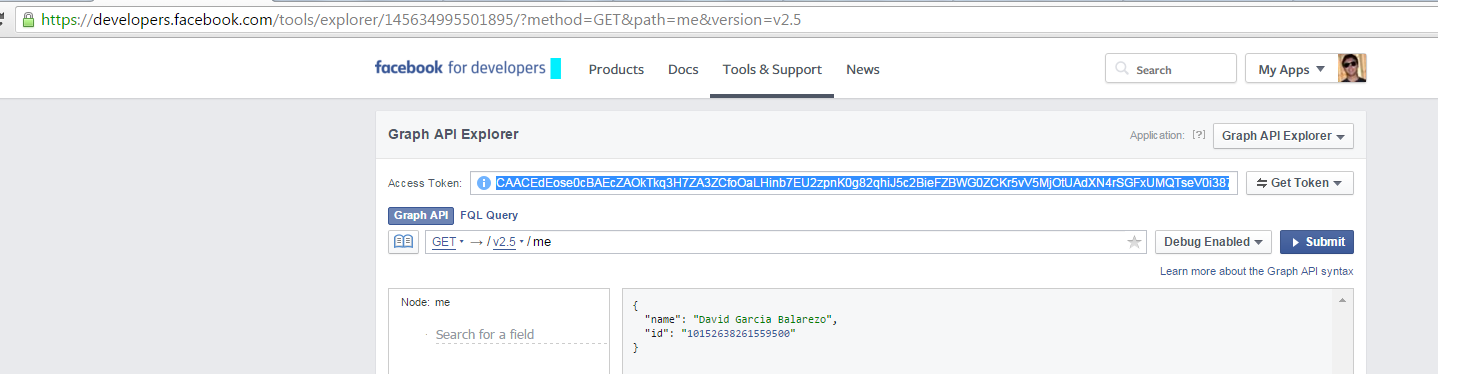 https://developers.facebook.com/tools/explorer/145634995501895/?method=GET&path=me&version=v2.5
facebook for developers Products Docs Tools & Support News Search My Apps
Graph API Explorer Application: [?] Graph API Explorer
Access Token: CAACEdEose0cBAEcZAOkTkq3H7ZA3ZCfoOaLHinb7EU2zpnK0g82qhiJ5c2BieFZBWG0ZCKr5vV5MjOtUAdXN4rSGFxUMQTseV0i387 Get Token
Graph API FQL Query
GET → / v2.5 / me Debug Enabled Submit
Learn more about the Graph API syntax
Node: me
Search for a field
{
"name": "David Garcia Balarezo",
"id": "10152638261559500"
}